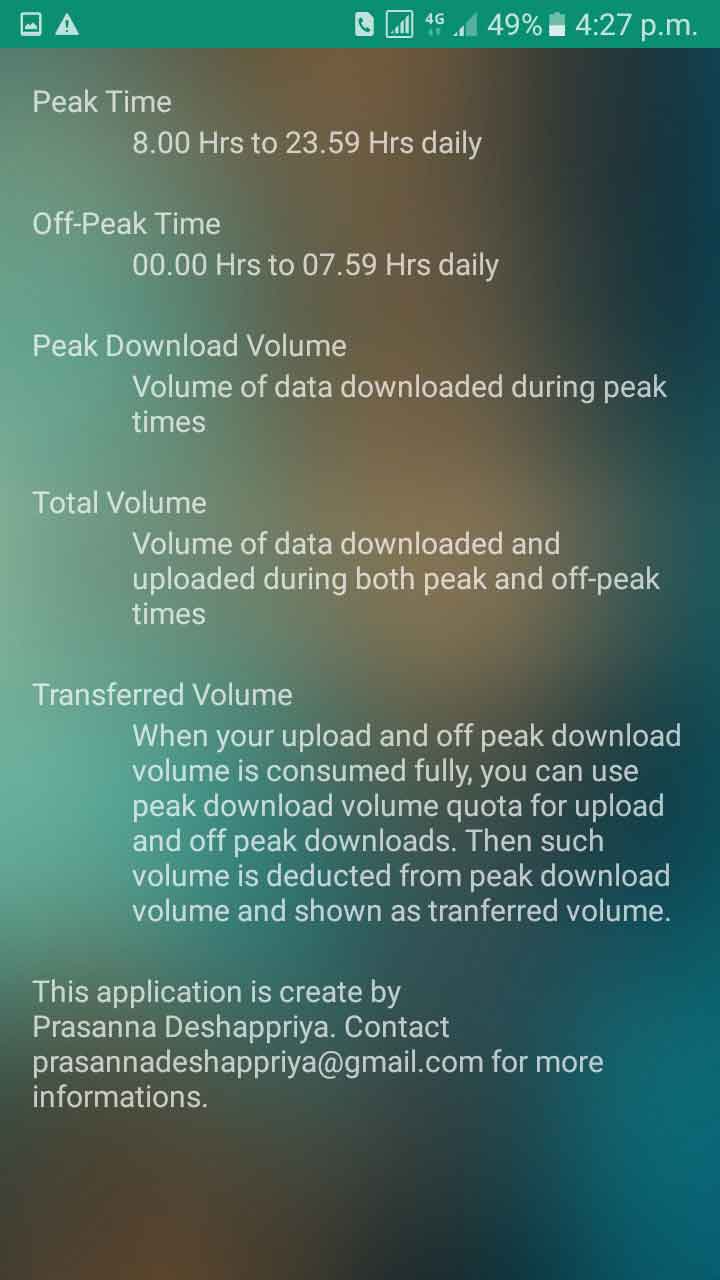 4G 49% 4:27 p.m.
Peak Time
8.00 Hrs to 23.59 Hrs daily
Off-Peak Time
00.00 Hrs to 07.59 Hrs daily
Peak Download Volume
Volume of data downloaded during peak
times
Total Volume
Volume of data downloaded and
uploaded during both peak and off-peak
times
Transferred Volume
When your upload and off peak download
volume is consumed fully, you can use
peak download volume quota for upload
and off peak downloads. Then such
volume is deducted from peak download
volume and shown as tranferred volume.
This application is create by
Prasanna Deshappriya. Contact
prasannadeshappriya@gmail.com for more
informations.